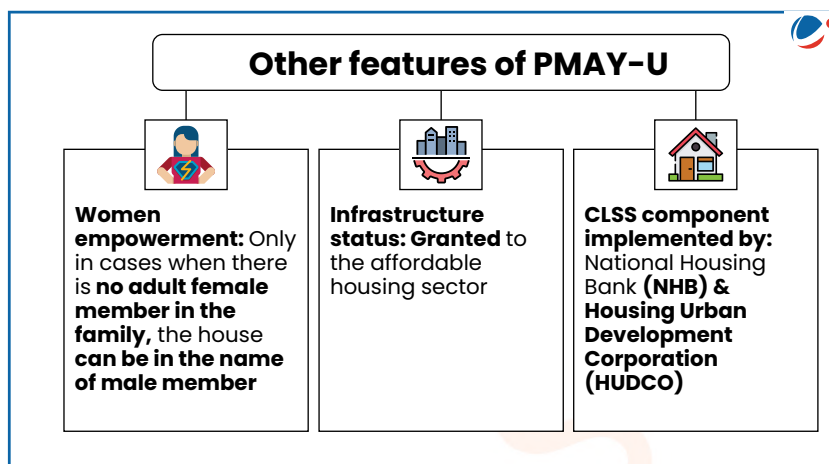 Other features of PMAY-U
Women
empowerment: Only
in cases when there
is no adult female
member in the
family, the house
can be in the name
of male member
Infrastructure
status: Granted to
the affordable
housing sector
CLSS component
implemented by:
National Housing
Bank (NHB) &
Housing Urban
Development
Corporation
(HUDCO)